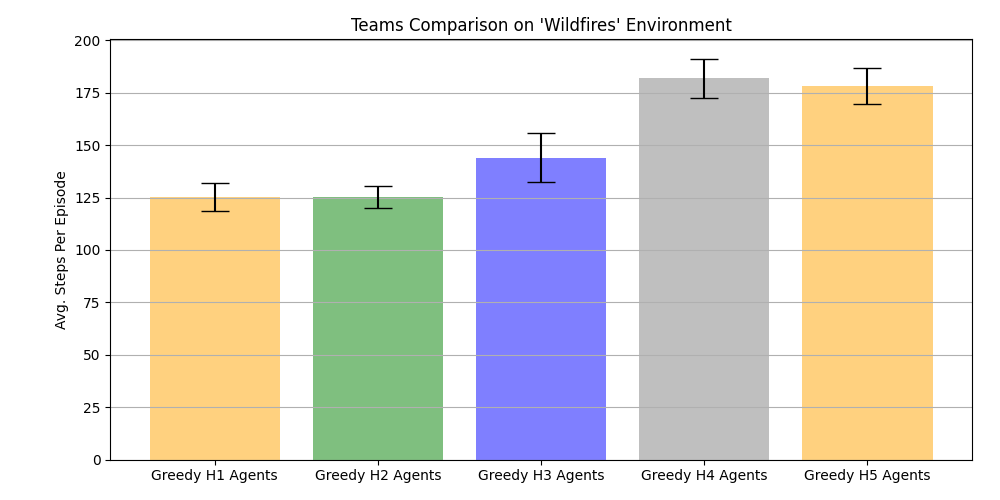 Teams Comparison on 'Wildfires' Environment
Avg. Steps Per Episode
200
175
150
125
100
75
50
25
0
Greedy H1 Agents
Greedy H2 Agents
Greedy H3 Agents
Greedy H4 Agents
Greedy H5 Agents